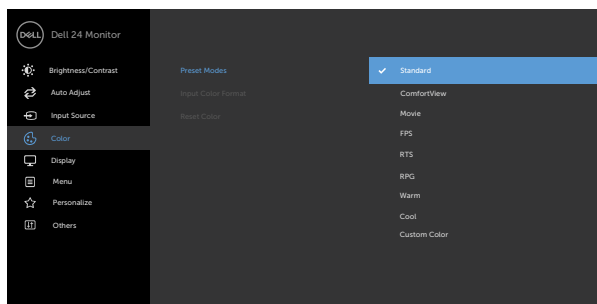 DELL Dell 24 Monitor
Brightness/Contrast
Auto Adjust
Input Source
Color
Display
Menu
Personalize
Others
Preset Modes
Input Color Format
Reset Color
Standard
ComfortView
Movie
FPS
RTS
RPG
Warm
Cool
Custom Color